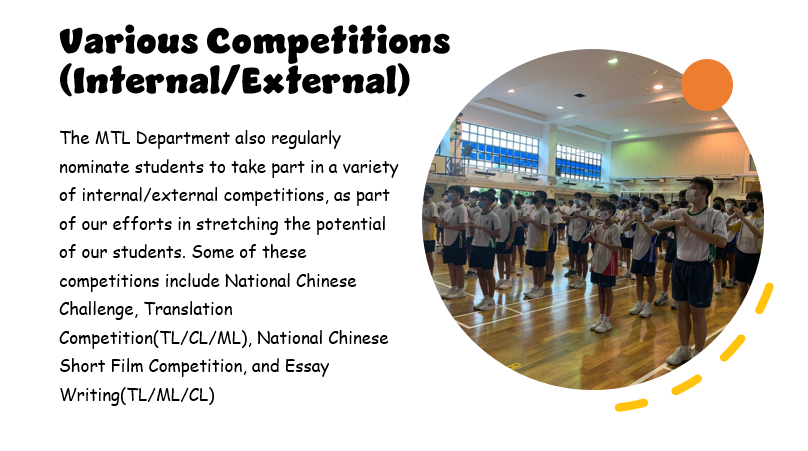 Various Competitions
(Internal/External)
The MTL Department also regularly
nominate students to take part in a variety
of internal/external competitions, as part
of our efforts in stretching the potential
of our students. Some of these
competitions include National Chinese
Challenge, Translation
Competition(TL/CL/ML), National Chinese
Short Film Competition, and Essay
Writing(TL/ML/CL)